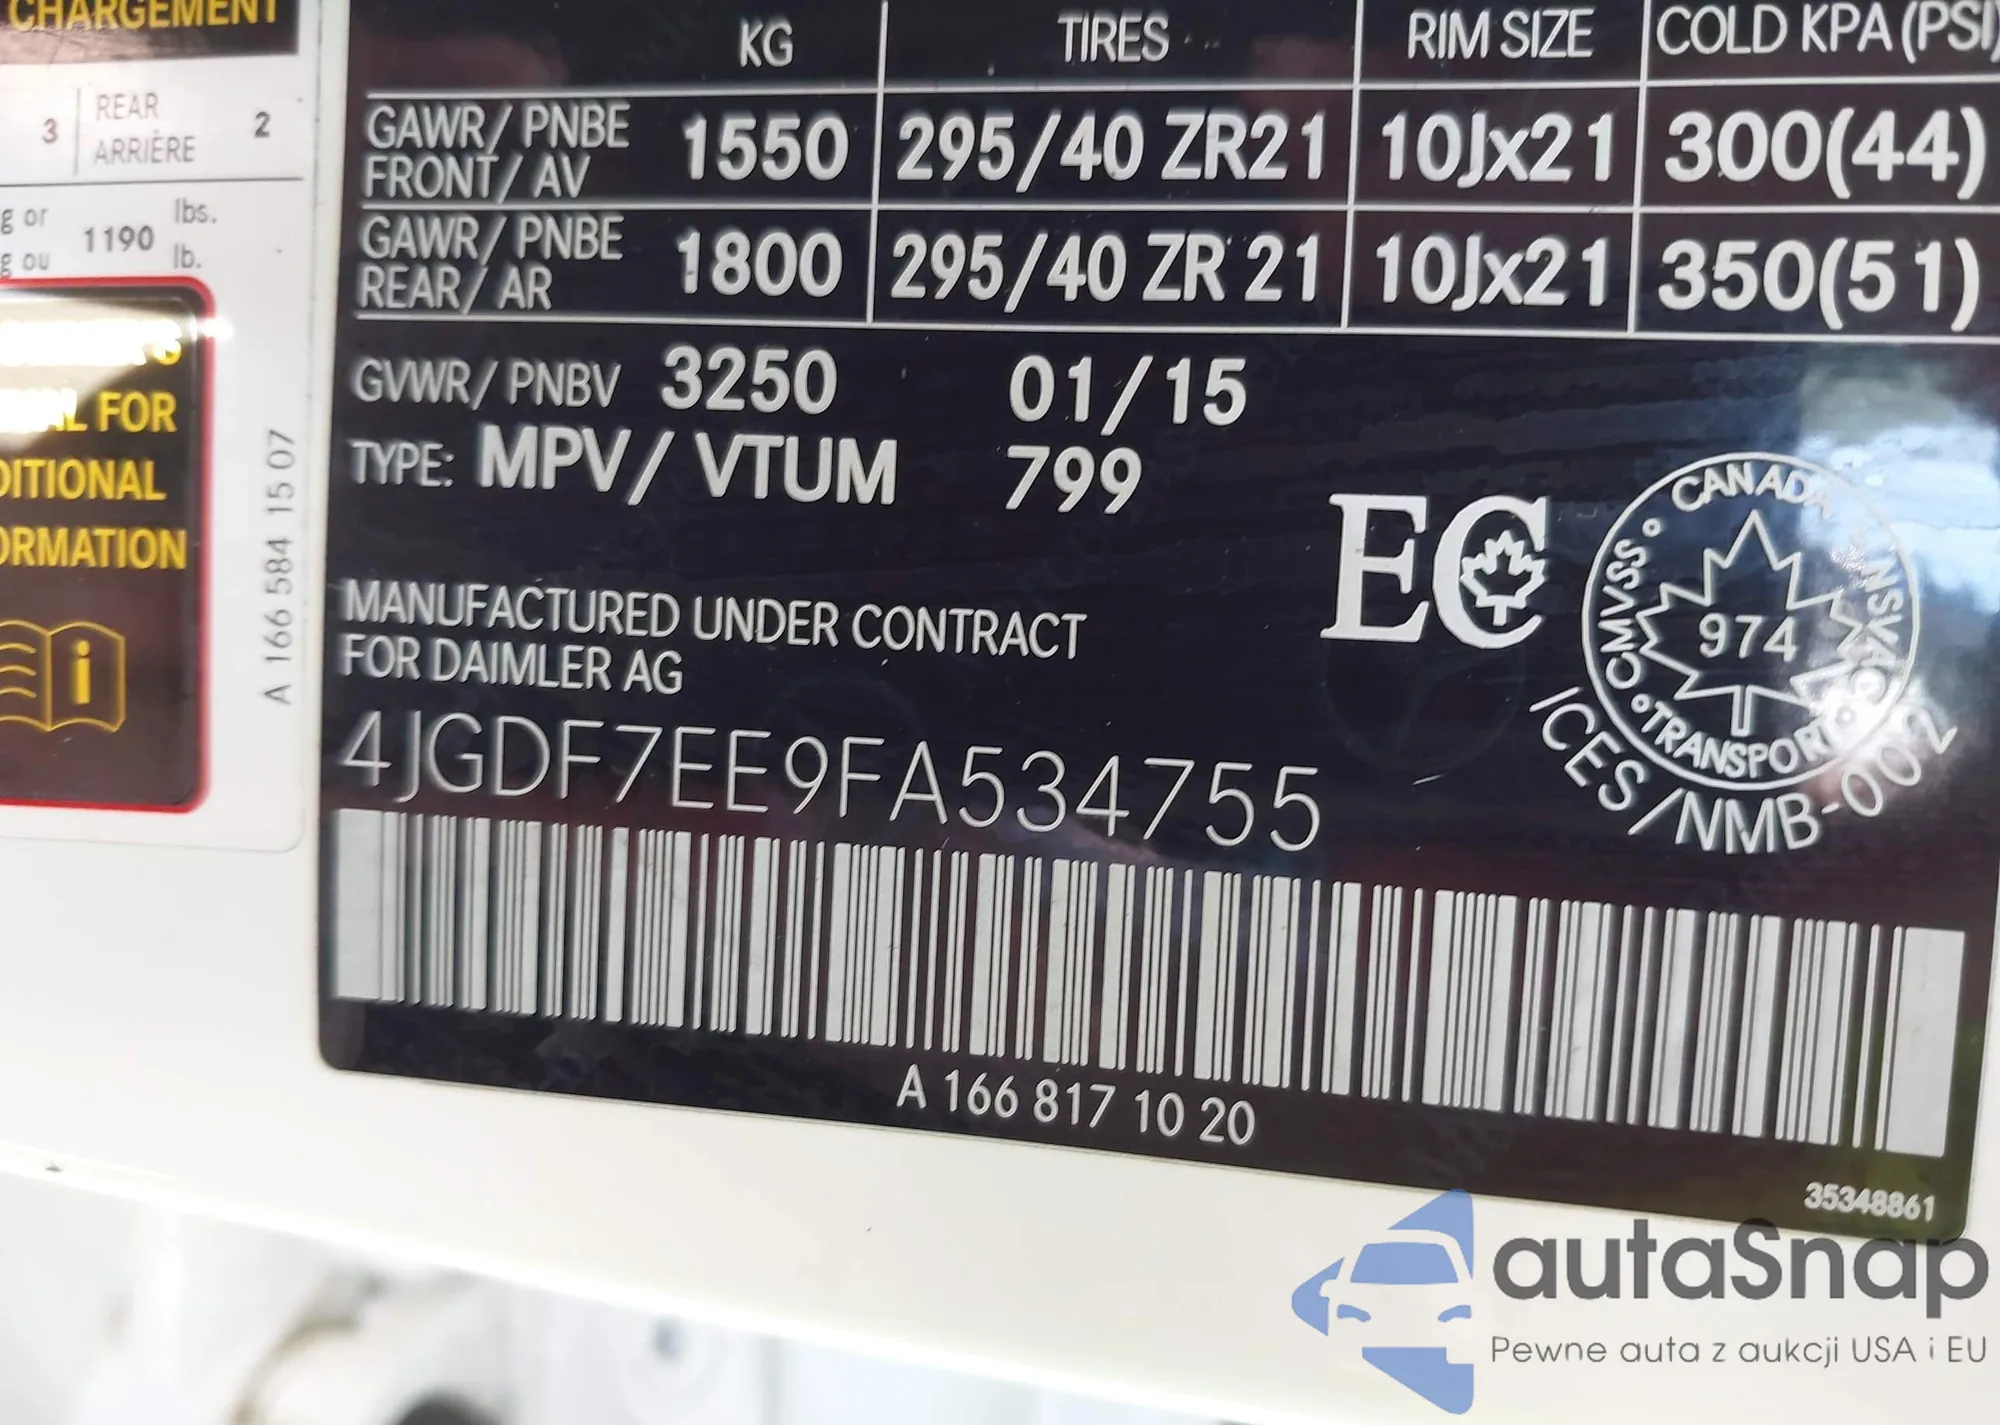 CHARGEMENT
3 REAR 2
ARRIÈRE
g or 1190 lbs.
g ou lb.
FOR
DITIONAL
ORMATION
i
A 166 584 15 07
KG TIRES RIM SIZE COLD KPA (PSI)
GAWR/ PNBE 1550 295/40 ZR21 10Jx21 300(44)
FRONT/ AV
GAWR/ PNBE 1800 295/40 ZR 21 10Jx21 350(51)
REAR/ AR
GVWR/ PNBV 3250 01/15
TYPE: MPV/ VTUM 799
EC
CANADA · NSVAC · TRANSPORT · CMVSS
974
ICES/NMB-002
MANUFACTURED UNDER CONTRACT
FOR DAIMLER AG
4JGDF7EE9FA534755
A 166 817 10 20
35348861
autaSnap
Pewne auta z aukcji USA i EU